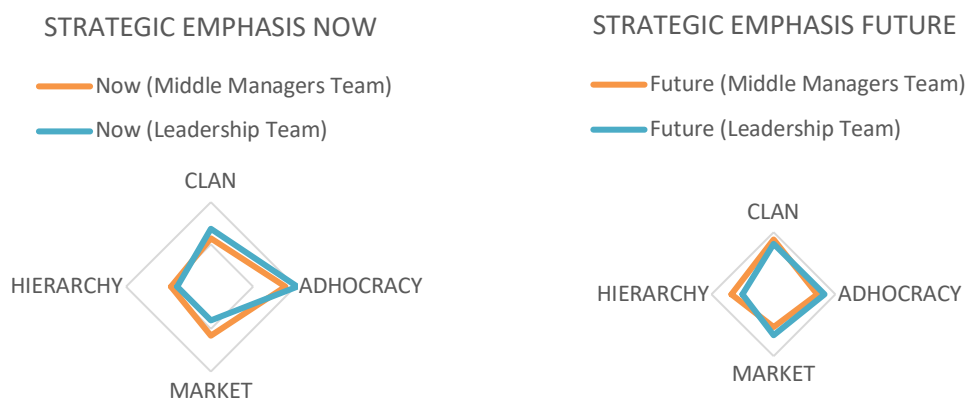 STRATEGIC EMPHASIS NOW
Now (Middle Managers Team)
Now (Leadership Team)
CLAN
HIERARCHY
ADHOCRACY
MARKET
STRATEGIC EMPHASIS FUTURE
Future (Middle Managers Team)
Future (Leadership Team)
CLAN
HIERARCHY
ADHOCRACY
MARKET